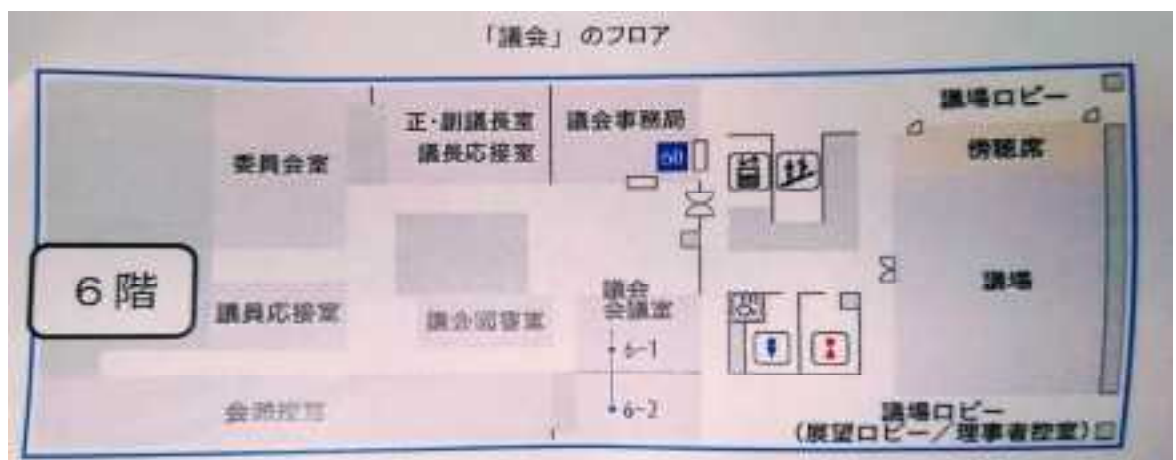 「議会」のフロア
議場ロビー
正・副議長室
議長応接室
議会事務局
60
傍聴席
委員会室
6階
議員応接室
議会図書室
議会
会議室
・6-1
・6-2
議場
議場ロビー
(展望ロビー/理事者控室)